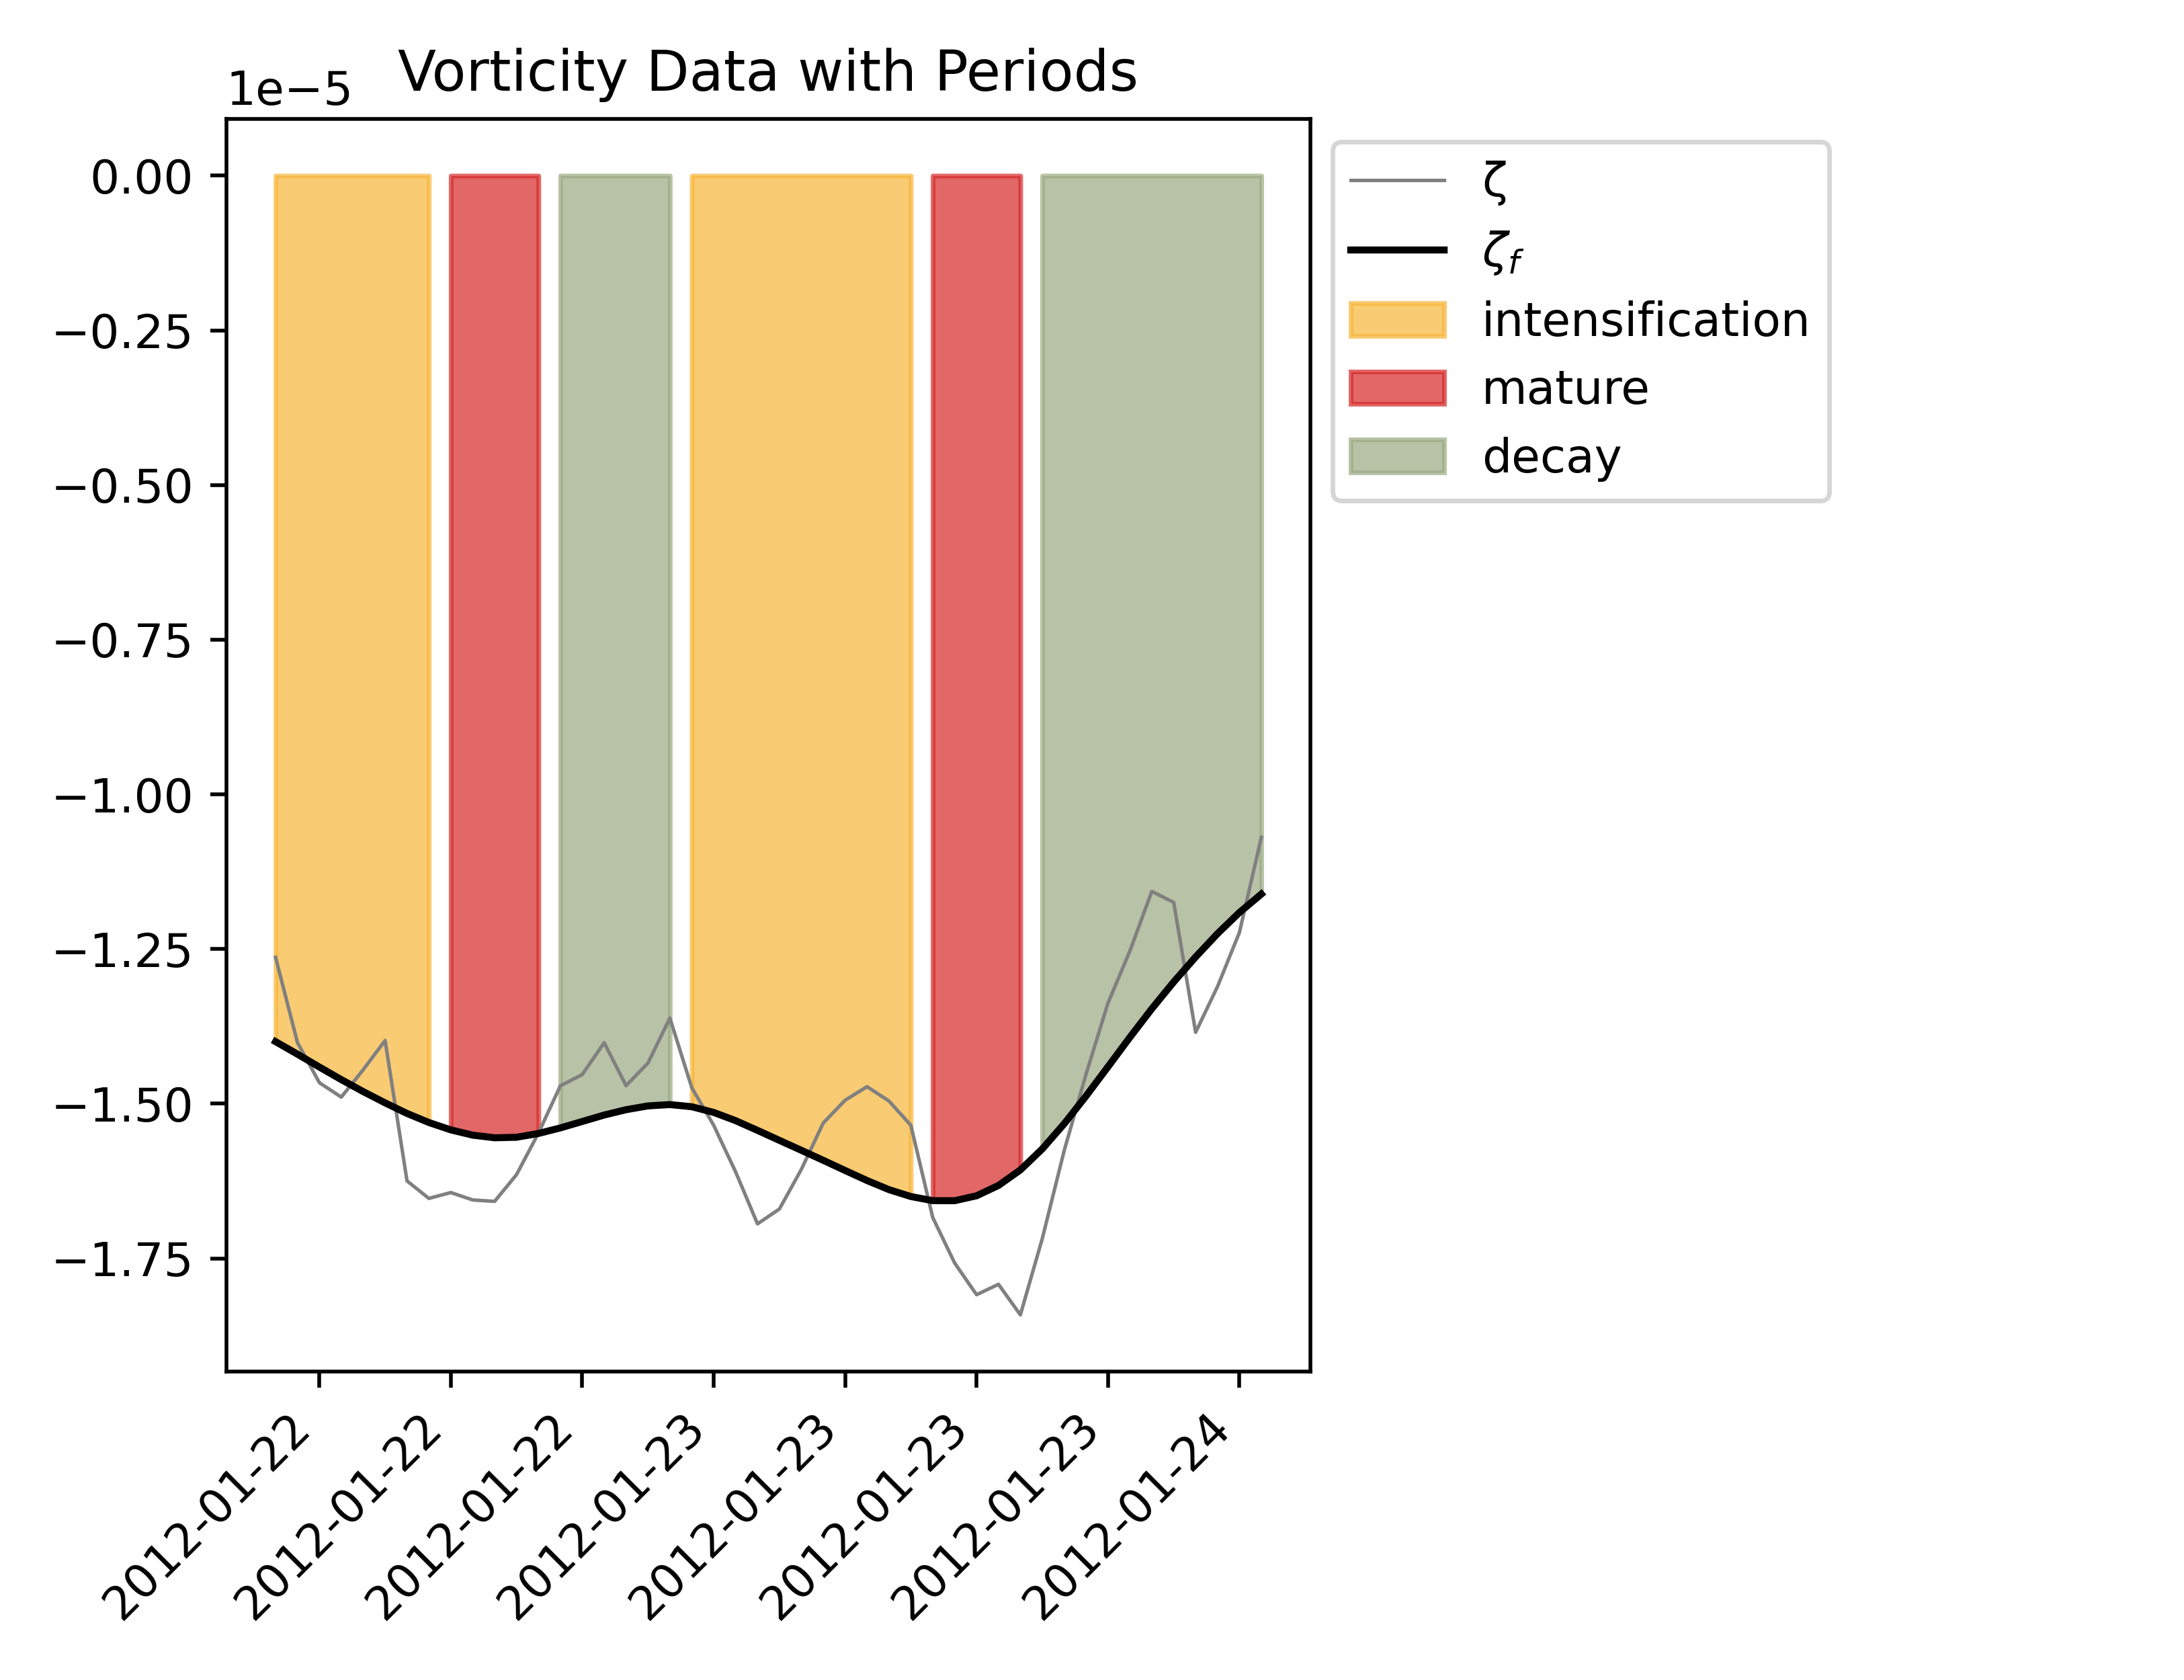 Vorticity Data with Periods
1e−5
0.00
−0.25
−0.50
−0.75
−1.00
−1.25
−1.50
−1.75
2012-01-22
2012-01-22
2012-01-22
2012-01-23
2012-01-23
2012-01-23
2012-01-23
2012-01-24
ζ
ζf
intensification
mature
decay